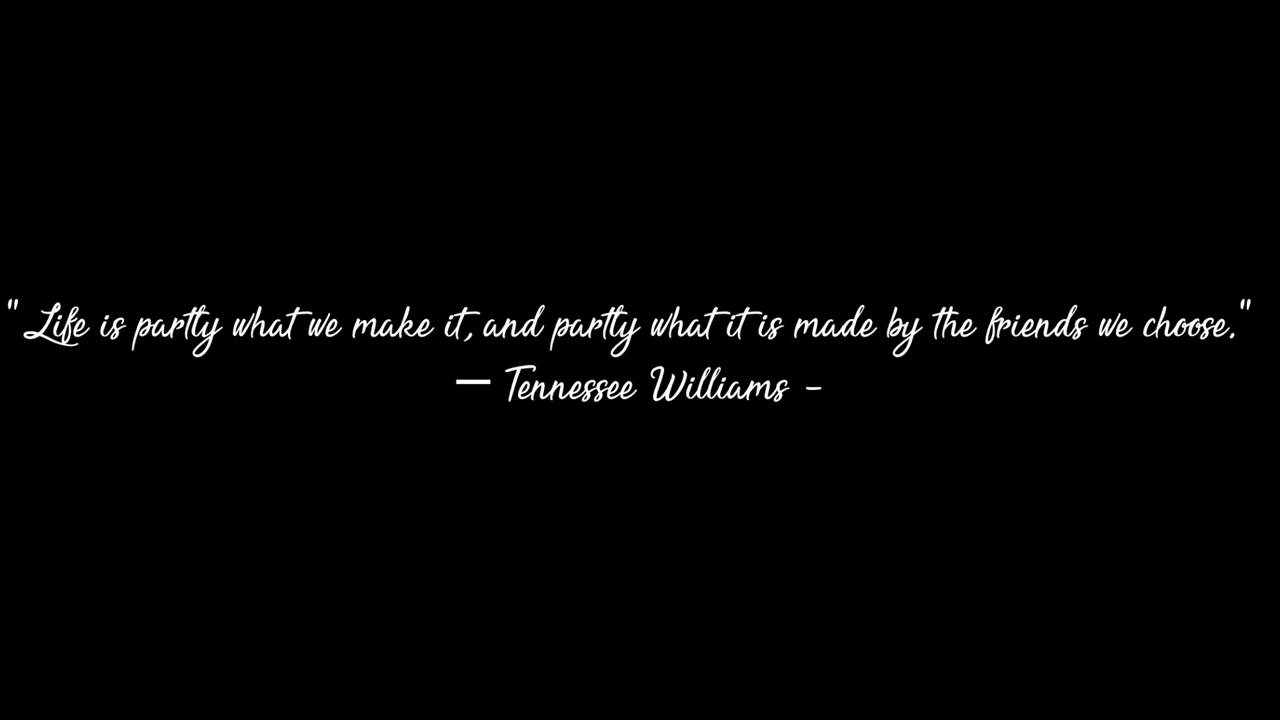 " Life is partly what we make it, and partly what it is made by the friends we choose."
— Tennessee Williams -